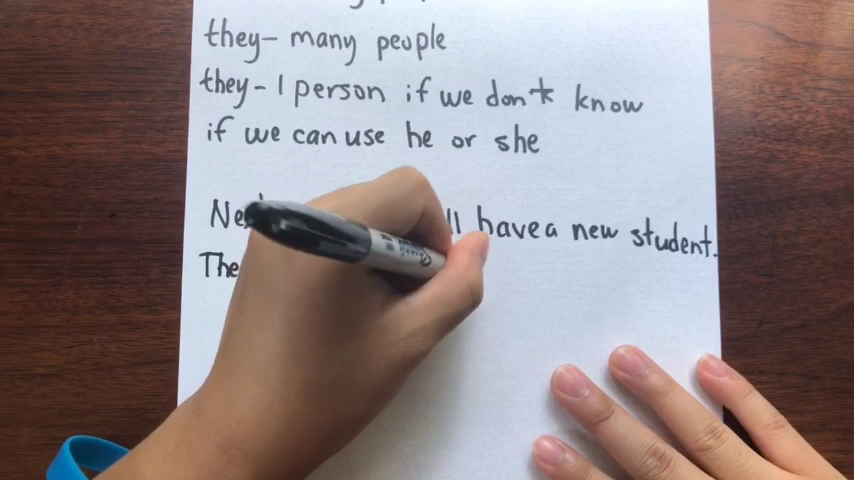 they- many people
they- 1 person if we don't know
if we can use he or she
ll have a new student.
The